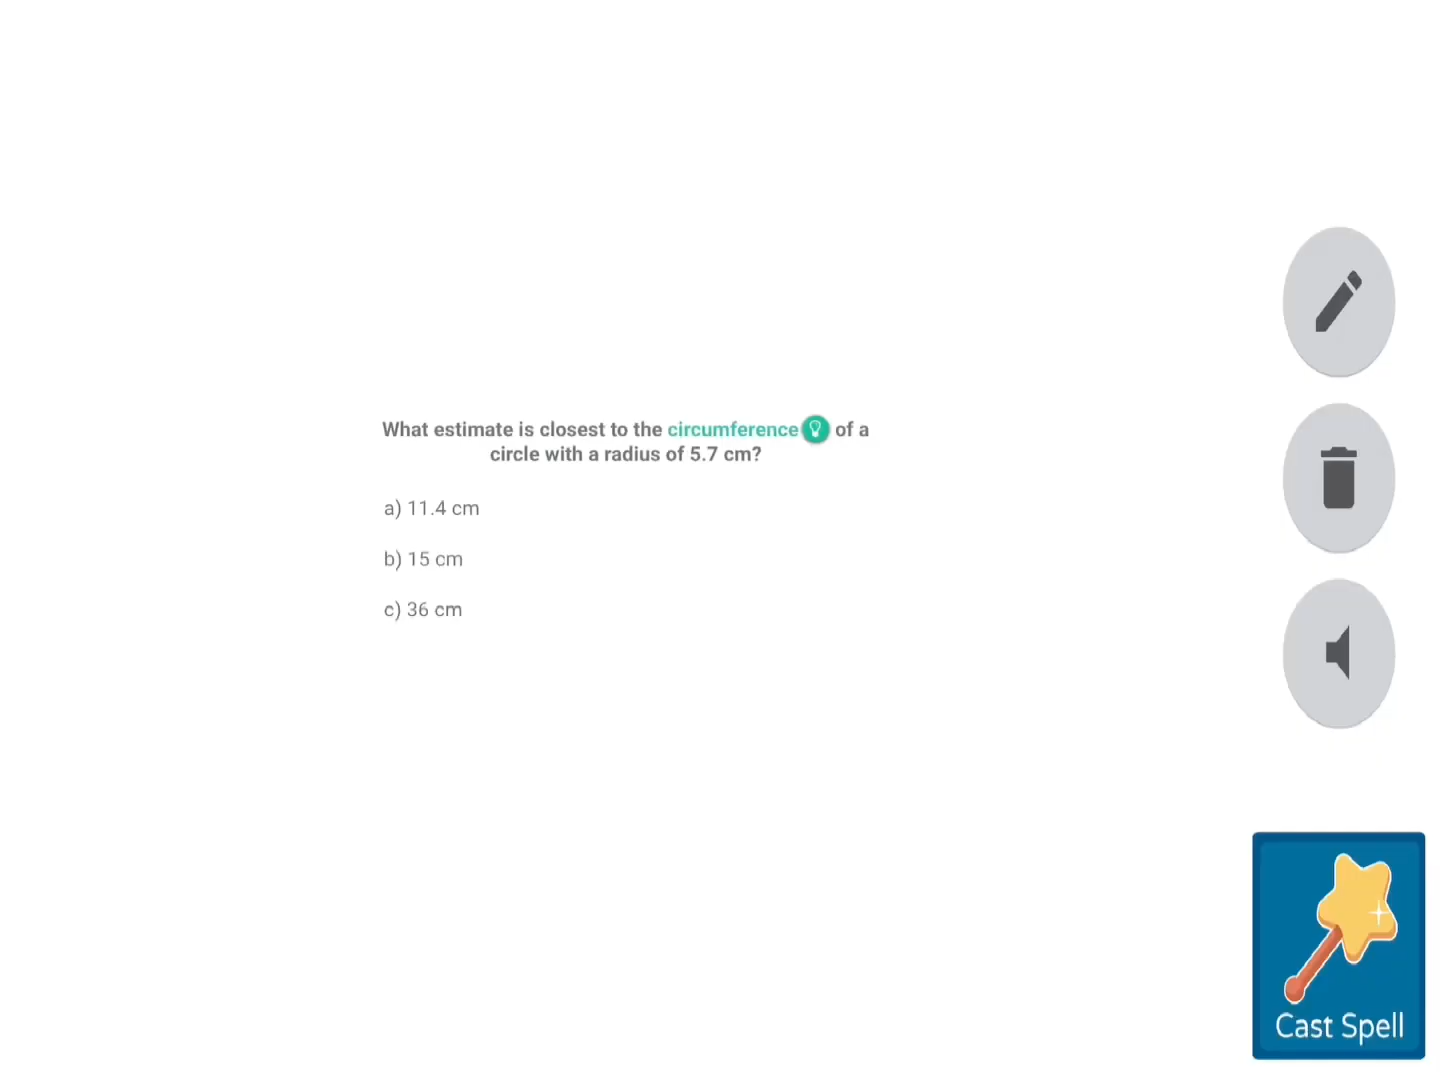 What estimate is closest to the circumference of a
circle with a radius of 5.7 cm?
a) 11.4 cm
b) 15 cm
c) 36 cm
Cast Spell